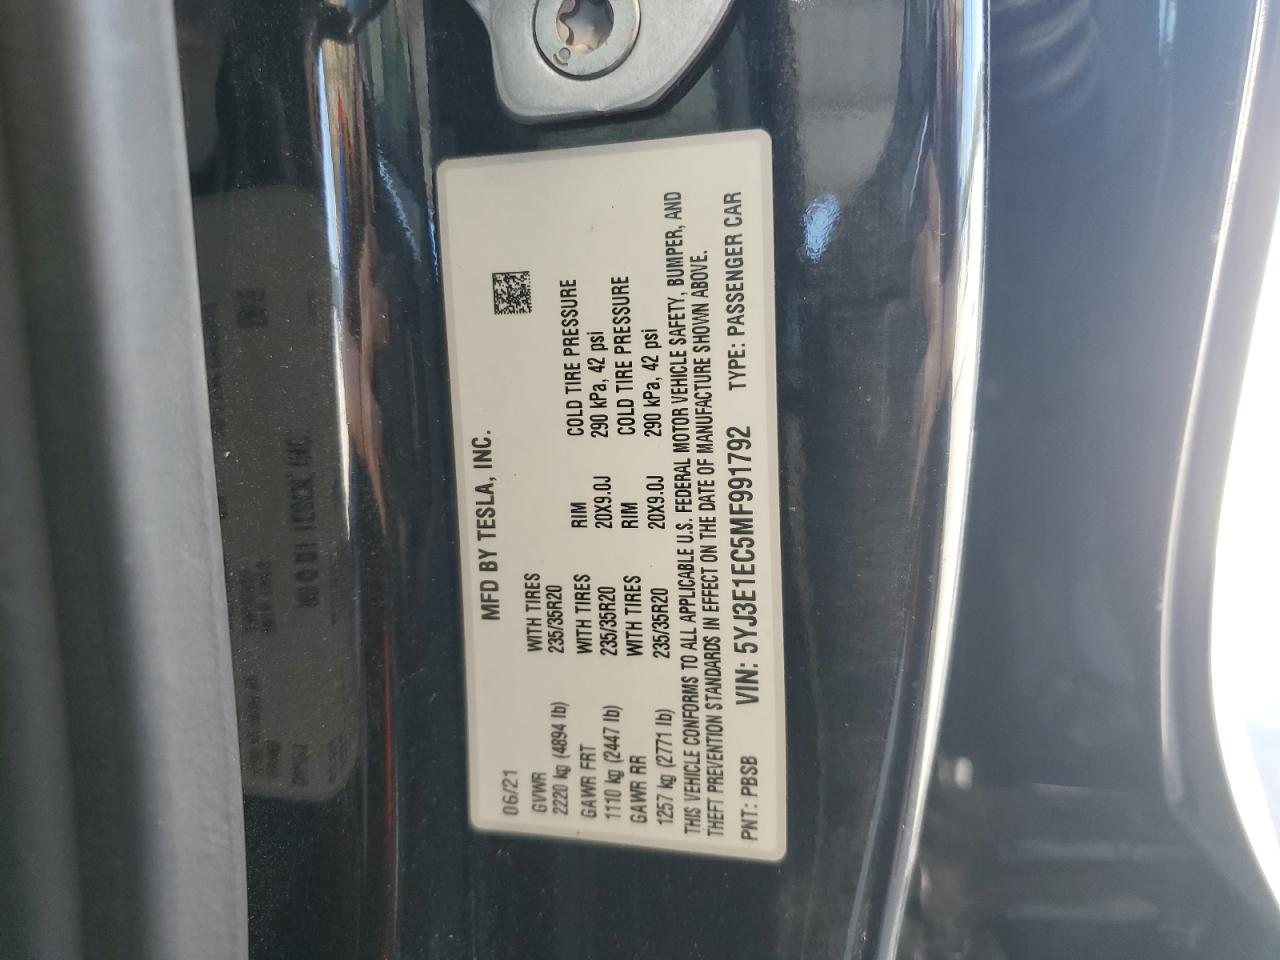 MFD BY TESLA, INC.
06/21
GVWR WITH TIRES RIM COLD TIRE PRESSURE
2220 kg (4894 lb) 235/35R20 20X9.0J 290 kPa, 42 psi
GAWR FRT WITH TIRES RIM COLD TIRE PRESSURE
1110 kg (2447 lb) 235/35R20 20X9.0J 290 kPa, 42 psi
GAWR RR WITH TIRES
1257 kg (2771 lb) 235/35R20
THIS VEHICLE CONFORMS TO ALL APPLICABLE U.S. FEDERAL MOTOR VEHICLE SAFETY, BUMPER, AND
THEFT PREVENTION STANDARDS IN EFFECT ON THE DATE OF MANUFACTURE SHOWN ABOVE.
PNT: PBSB VIN: 5YJ3E1EC5MF991792 TYPE: PASSENGER CAR